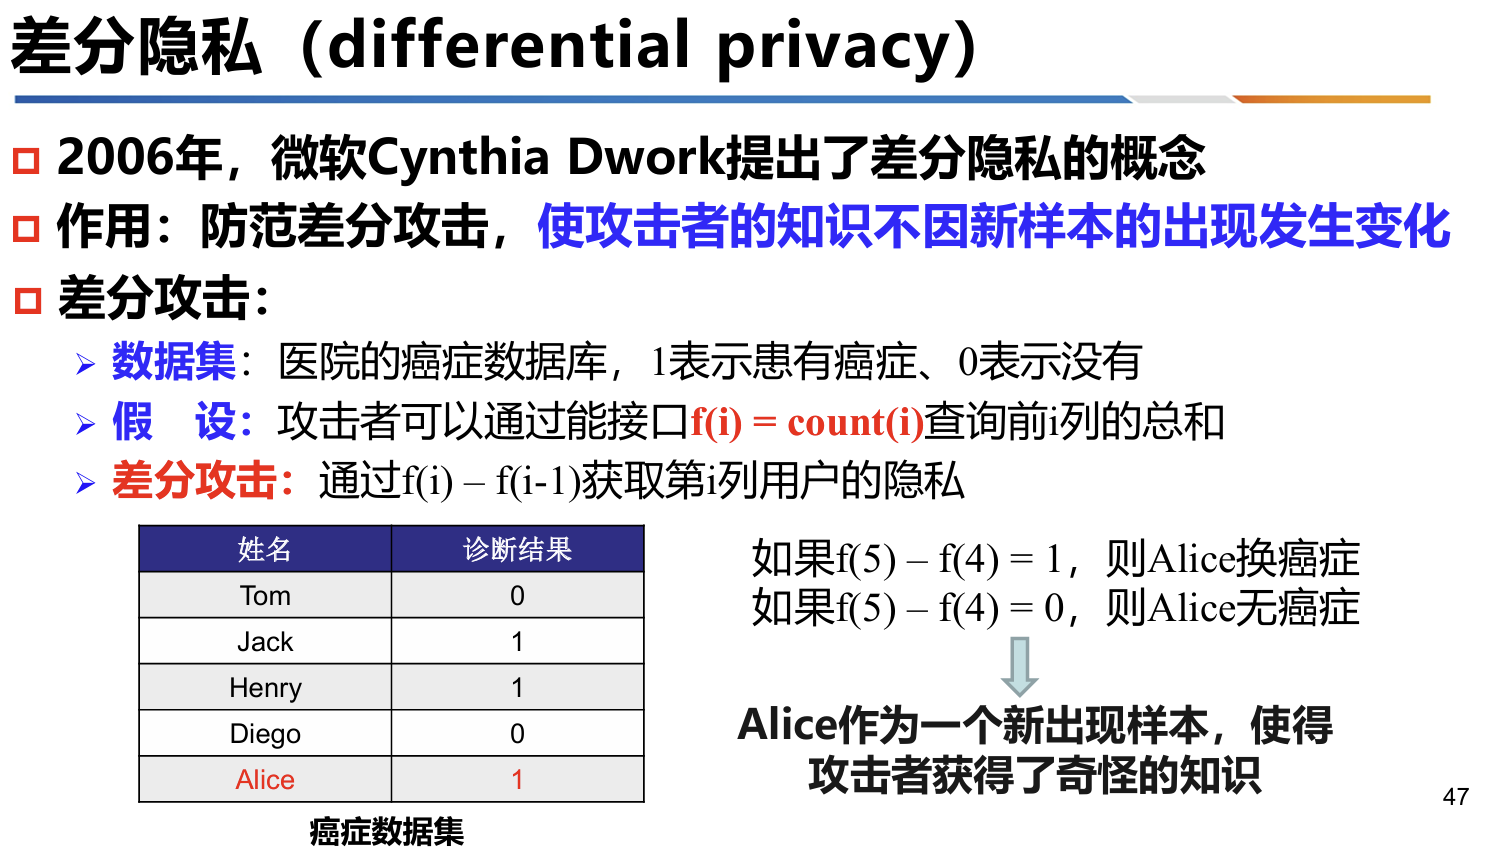 差分隐私（differential privacy）
2006年，微软Cynthia Dwork提出了差分隐私的概念
作用：防范差分攻击，使攻击者的知识不因新样本的出现发生变化
差分攻击：
数据集：医院的癌症数据库，1表示患有癌症、0表示没有
假 设：攻击者可以通过能接口f(i) = count(i)查询前i列的总和
差分攻击：通过f(i) – f(i-1)获取第i列用户的隐私
姓名 诊断结果
Tom 0
Jack 1
Henry 1
Diego 0
Alice 1
癌症数据集
如果f(5) – f(4) = 1，则Alice换癌症
如果f(5) – f(4) = 0，则Alice无癌症
Alice作为一个新出现样本，使得
攻击者获得了奇怪的知识
47